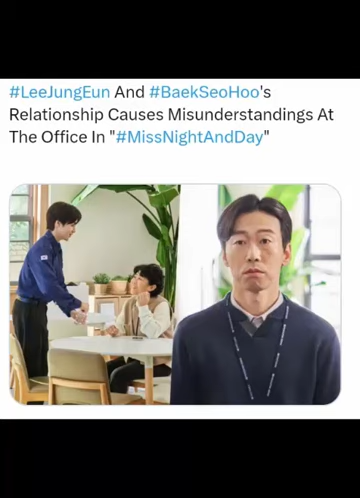 #LeeJungEun And #BaekSeoHoo's
Relationship Causes Misunderstandings At
The Office In "#MissNightAndDay"